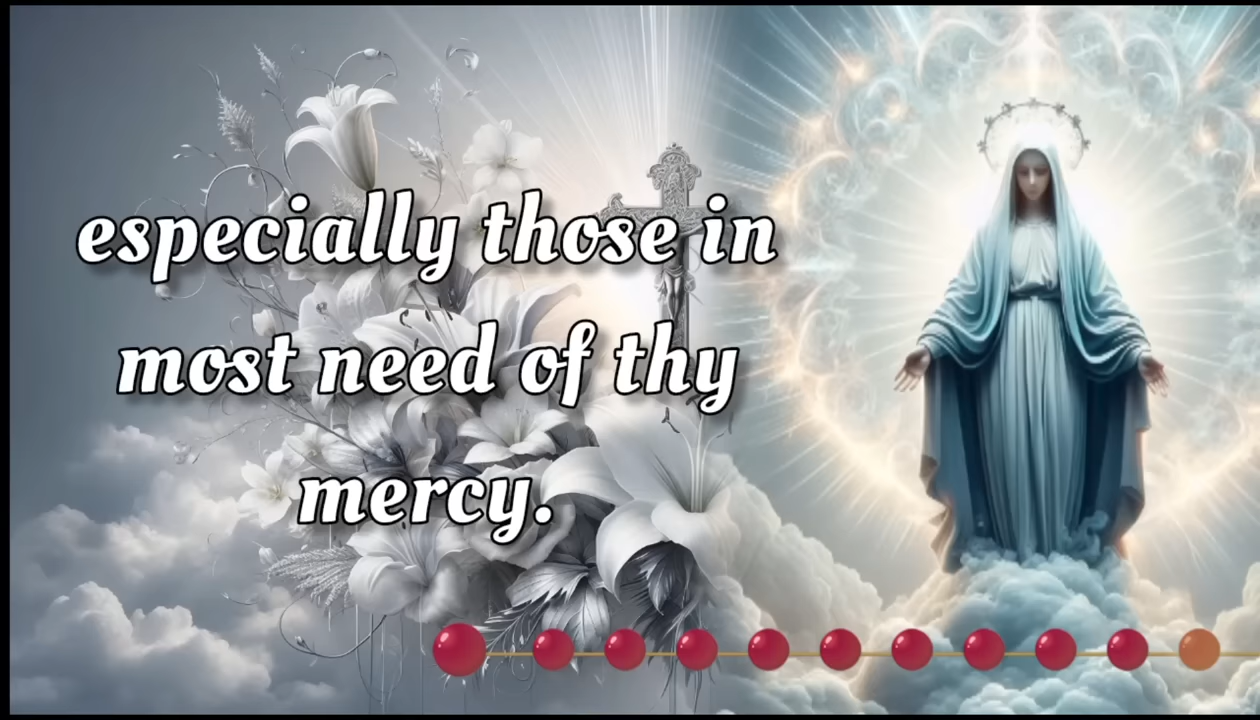 especially those in
most need of thy
mercy.